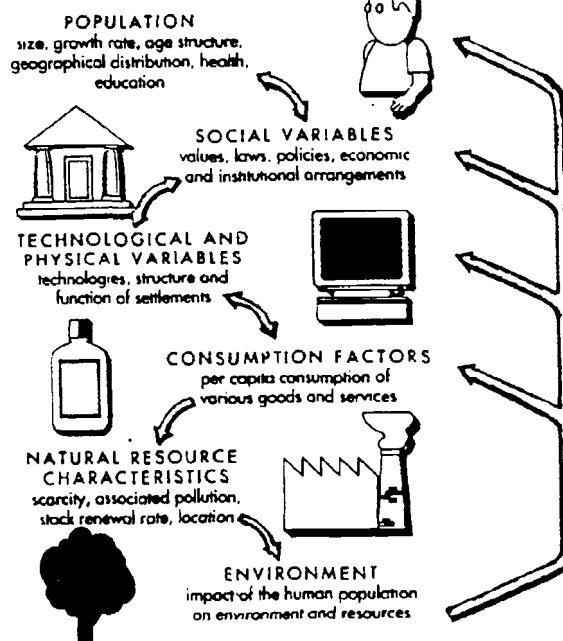 POPULATION
size, growth rate, age structure,
geographical distribution, health,
education
SOCIAL VARIABLES
values, laws, policies, economic
and institutional arrangements
TECHNOLOGICAL AND
PHYSICAL VARIABLES
technologies, structure and
function of settlements
CONSUMPTION FACTORS
per capita consumption of
various goods and services
NATURAL RESOURCE
CHARACTERISTICS
scarcity, associated pollution,
stock renewal rate, location
ENVIRONMENT
impact of the human population
on environment and resources